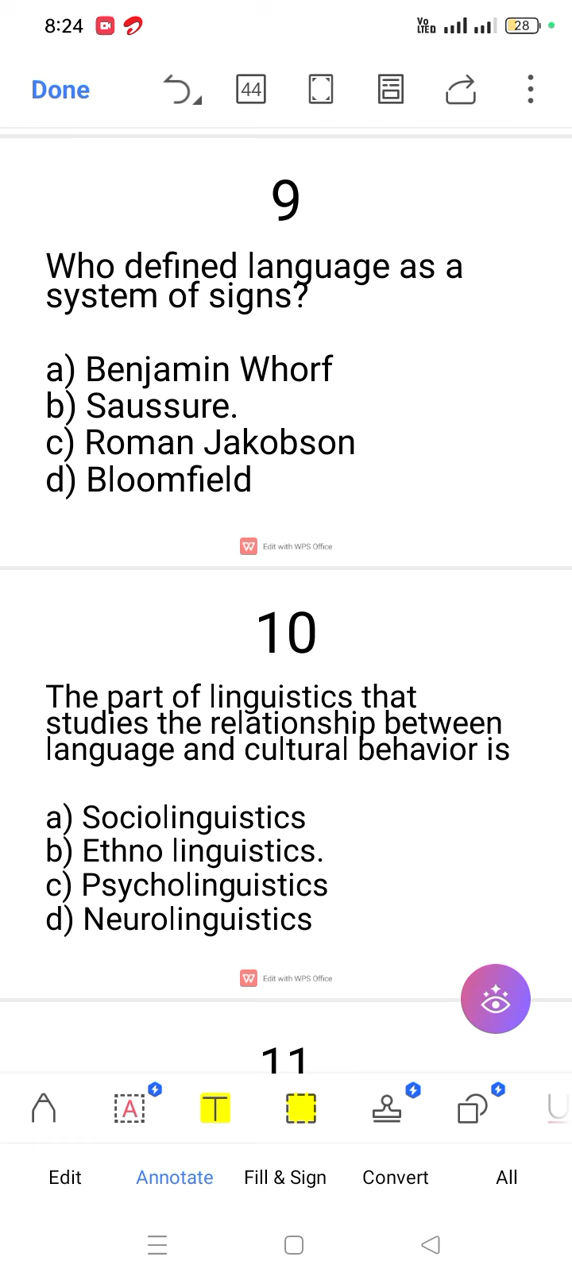 8:24
Vo
LTED
28
Done
44
9
Who defined language as a
system of signs?
a) Benjamin Whorf
b) Saussure.
c) Roman Jakobson
d) Bloomfield
W Edit with WPS Office
10
The part of linguistics that
studies the relationship between
language and cultural behavior is
a) Sociolinguistics
b) Ethno linguistics.
c) Psycholinguistics
d) Neurolinguistics
W Edit with WPS Office
11
A
T
U
Edit Annotate Fill & Sign Convert All